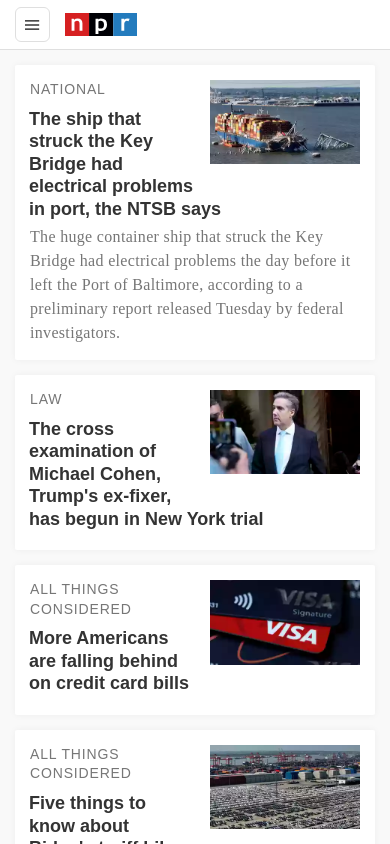 npr
NATIONAL
The ship that
struck the Key
Bridge had
electrical problems
in port, the NTSB says
The huge container ship that struck the Key
Bridge had electrical problems the day before it
left the Port of Baltimore, according to a
preliminary report released Tuesday by federal
investigators.
LAW
The cross
examination of
Michael Cohen,
Trump's ex-fixer,
has begun in New York trial
ALL THINGS
CONSIDERED
More Americans
are falling behind
on credit card bills
VISA
Signature
VISA
ALL THINGS
CONSIDERED
Five things to
know about